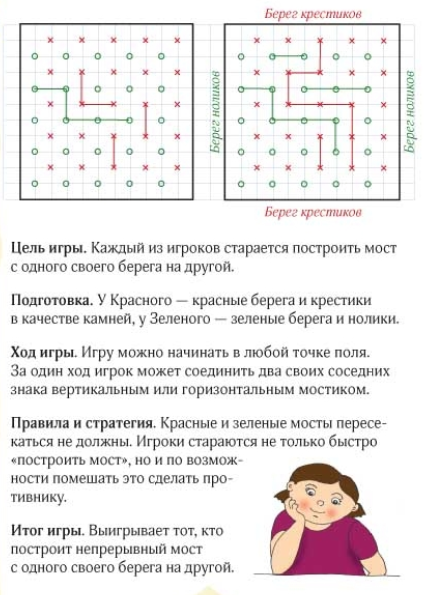 Берег крестиков
Берег ноликов
Берег ноликов
Берег крестиков
Цель игры. Каждый из игроков старается построить мост
с одного своего берега на другой.
Подготовка. У Красного — красные берега и крестики
в качестве камней, у Зеленого — зеленые берега и нолики.
Ход игры. Игру можно начинать в любой точке поля.
За один ход игрок может соединить два своих соседних
знака вертикальным или горизонтальным мостиком.
Правила и стратегия. Красные и зеленые мосты пересе-
каться не должны. Игроки стараются не только быстро
«построить мост», но и по возмож-
ности помешать это сделать про-
тивнику.
Итог игры. Выигрывает тот, кто
построит непрерывный мост
с одного своего берега на другой.